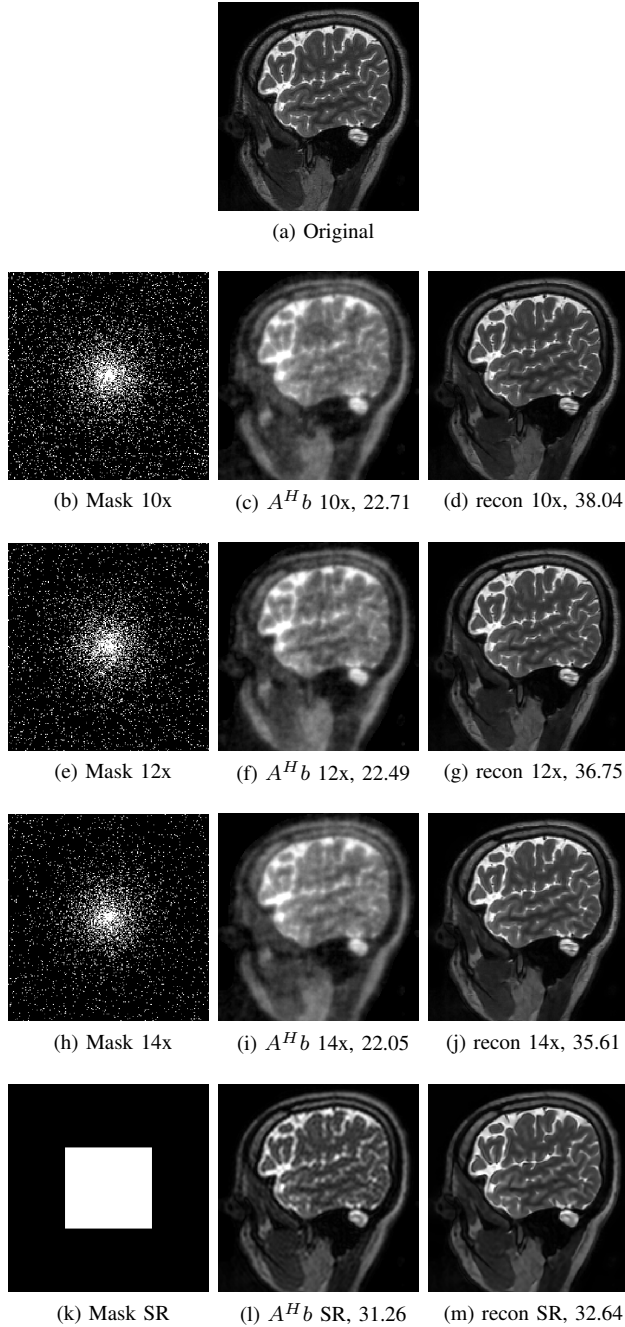 (a) Original
(b) Mask 10x
(c) A^H b 10x, 22.71
(d) recon 10x, 38.04
(e) Mask 12x
(f) A^H b 12x, 22.49
(g) recon 12x, 36.75
(h) Mask 14x
(i) A^H b 14x, 22.05
(j) recon 14x, 35.61
(k) Mask SR
(l) A^H b SR, 31.26
(m) recon SR, 32.64